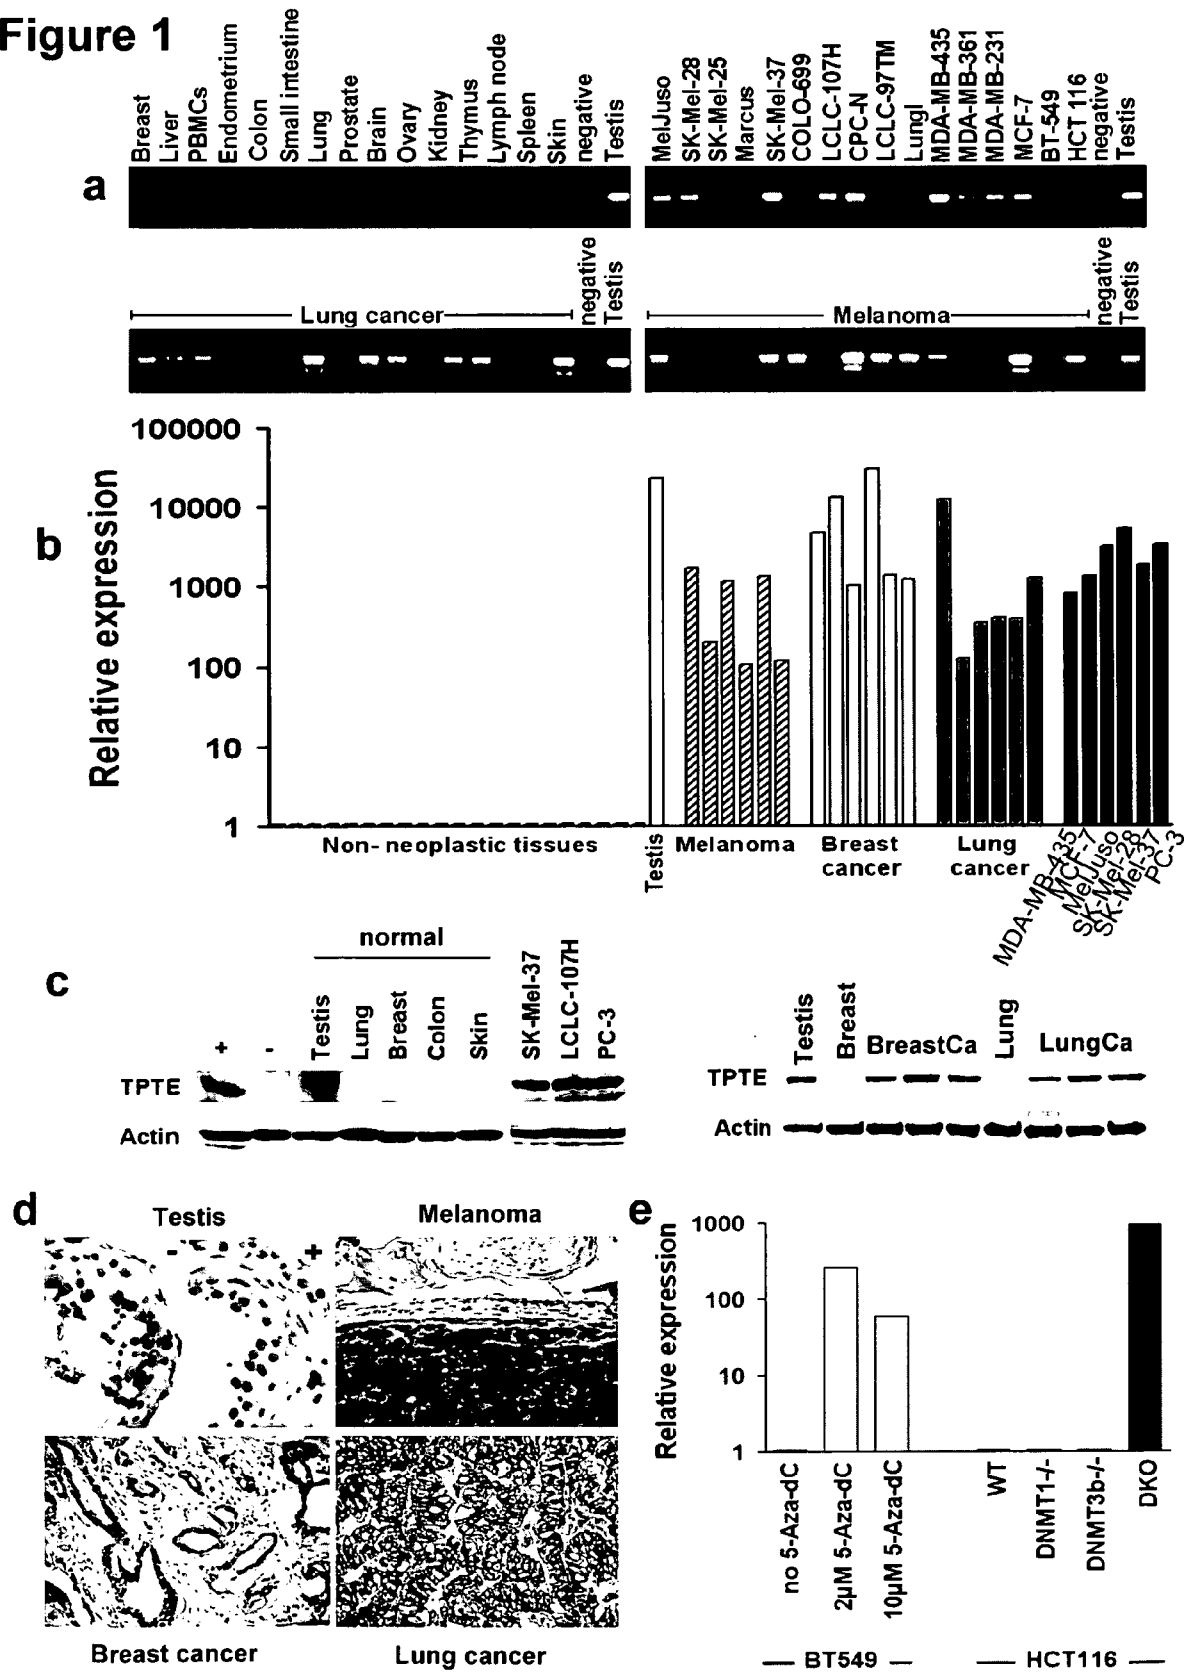 Figure 1
Breast
Liver
PBMCs
Endometrium
Colon
Small intestine
Lung
Prostate
Brain
Ovary
Kidney
Thymus
Lymph node
Spleen
Skin
negative
Testis
MelJuso
SK-Mel-28
SK-Mel-25
Marcus
SK-Mel-37
COLO-699
LCLC-107H
CPC-N
LCLC-97TM
LungI
MDA-MB-435
MDA-MB-361
MDA-MB-231
MCF-7
BT-549
HCT 116
negative
Testis
a
Lung cancer
negative
Testis
Melanoma
negative
Testis
b
Relative expression
100000
10000
1000
100
10
1
Non- neoplastic tissues
Testis
Melanoma
Breast
cancer
Lung
cancer
MDA-MB-435
MCF-7
MelJuso
SK-Mel-28
SK-Mel-37
PC-3
c
normal
+
-
Testis
Lung
Breast
Colon
Skin
SK-Mel-37
LCLC-107H
PC-3
TPTE
Actin
Testis
Breast
BreastCa
Lung
LungCa
TPTE
Actin
d
Testis
Melanoma
-
+
Breast cancer
Lung cancer
e
Relative expression
1000
100
10
1
no 5-Aza-dC
2µM 5-Aza-dC
10µM 5-Aza-dC
WT
DNMT1-/-
DNMT3b-/-
DKO
BT549
HCT116